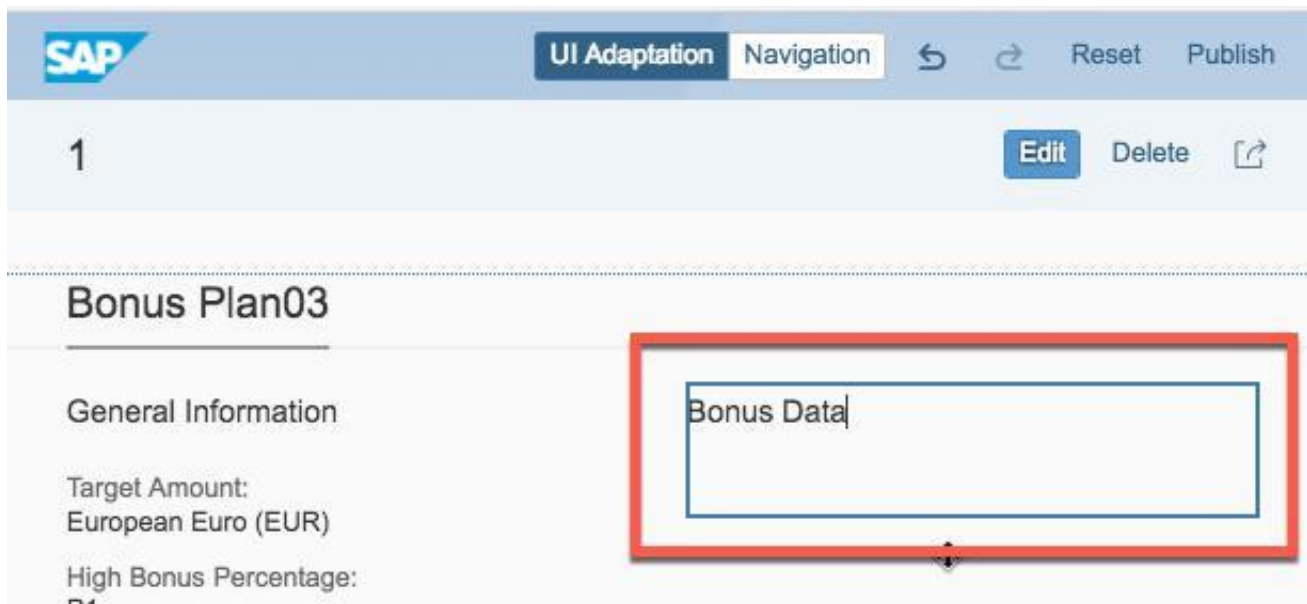 SAP
UI Adaptation Navigation Reset Publish
1
Edit Delete
Bonus Plan03
General Information
Bonus Data
Target Amount:
European Euro (EUR)
High Bonus Percentage: